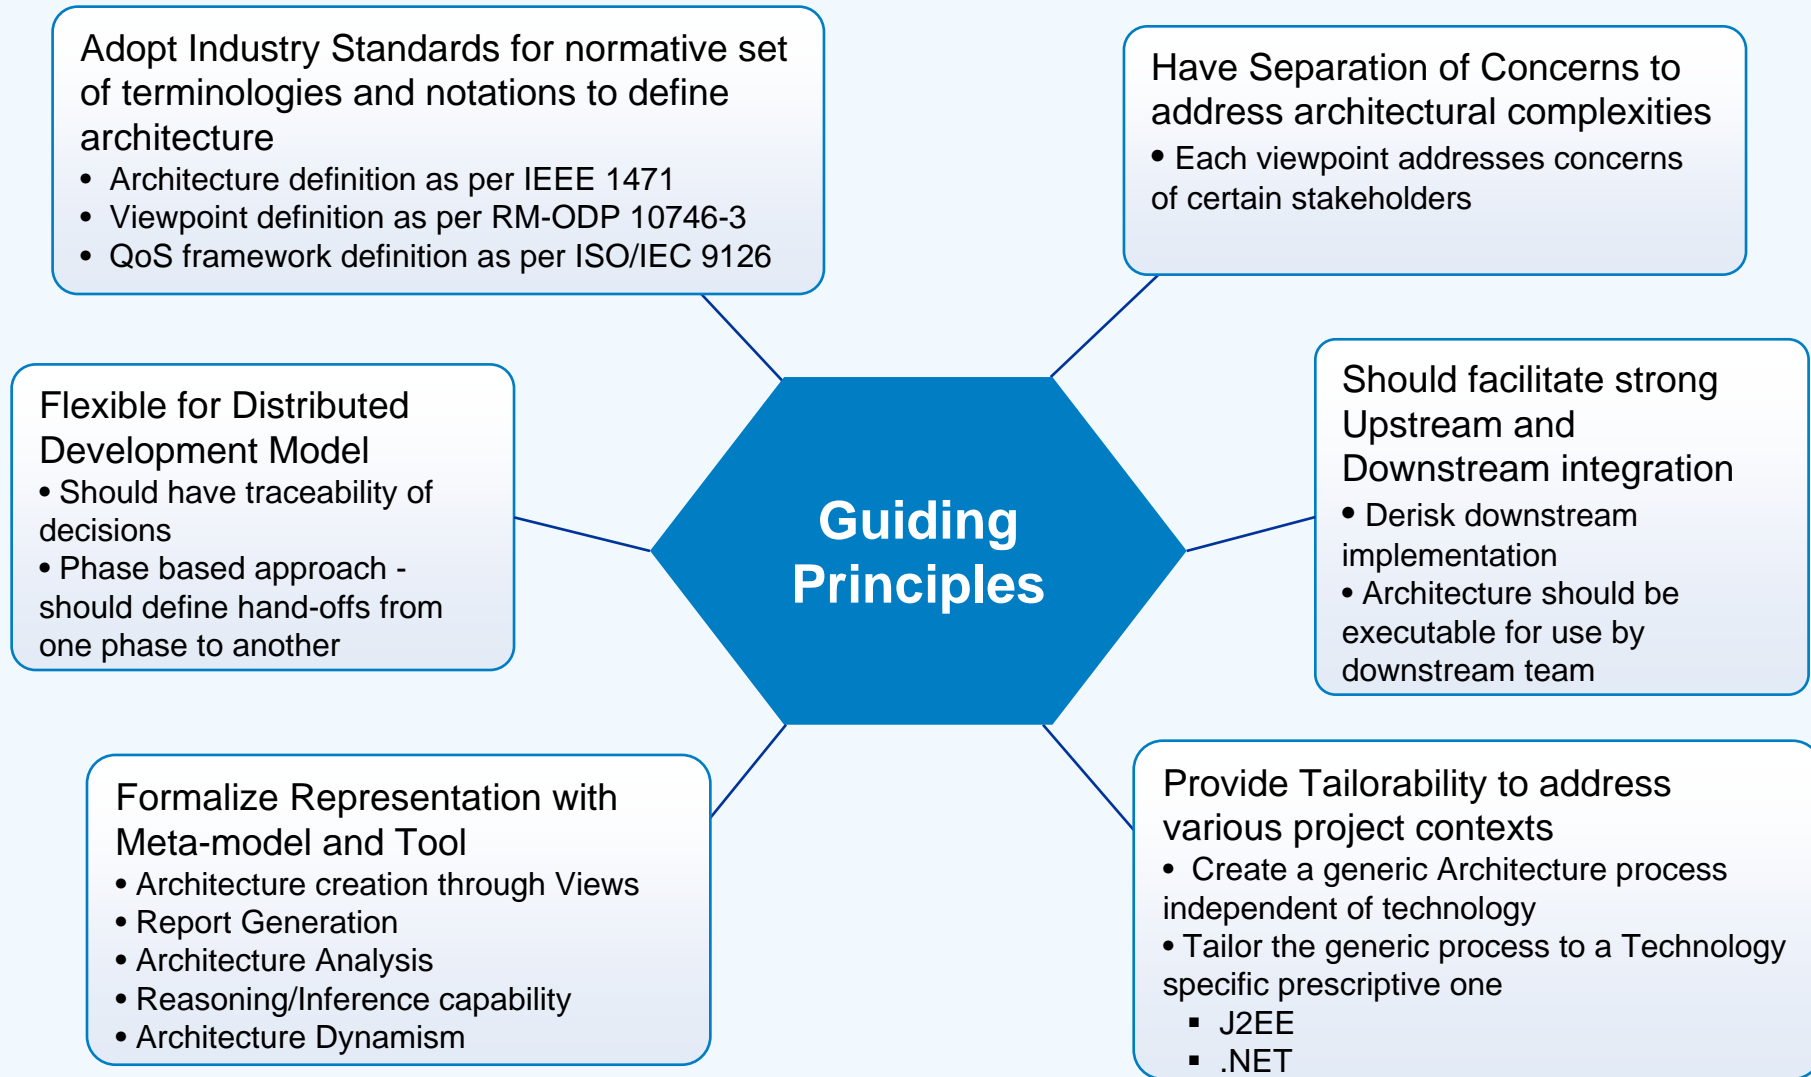 Adopt Industry Standards for normative set
of terminologies and notations to define
architecture
• Architecture definition as per IEEE 1471
• Viewpoint definition as per RM-ODP 10746-3
• QoS framework definition as per ISO/IEC 9126
Have Separation of Concerns to
address architectural complexities
• Each viewpoint addresses concerns
of certain stakeholders
Flexible for Distributed
Development Model
• Should have traceability of
decisions
• Phase based approach -
should define hand-offs from
one phase to another
Guiding
Principles
Should facilitate strong
Upstream and
Downstream integration
• Derisk downstream
implementation
• Architecture should be
executable for use by
downstream team
Formalize Representation with
Meta-model and Tool
• Architecture creation through Views
• Report Generation
• Architecture Analysis
• Reasoning/Inference capability
• Architecture Dynamism
Provide Tailorability to address
various project contexts
• Create a generic Architecture process
independent of technology
• Tailor the generic process to a Technology
specific prescriptive one
▪ J2EE
▪ .NET